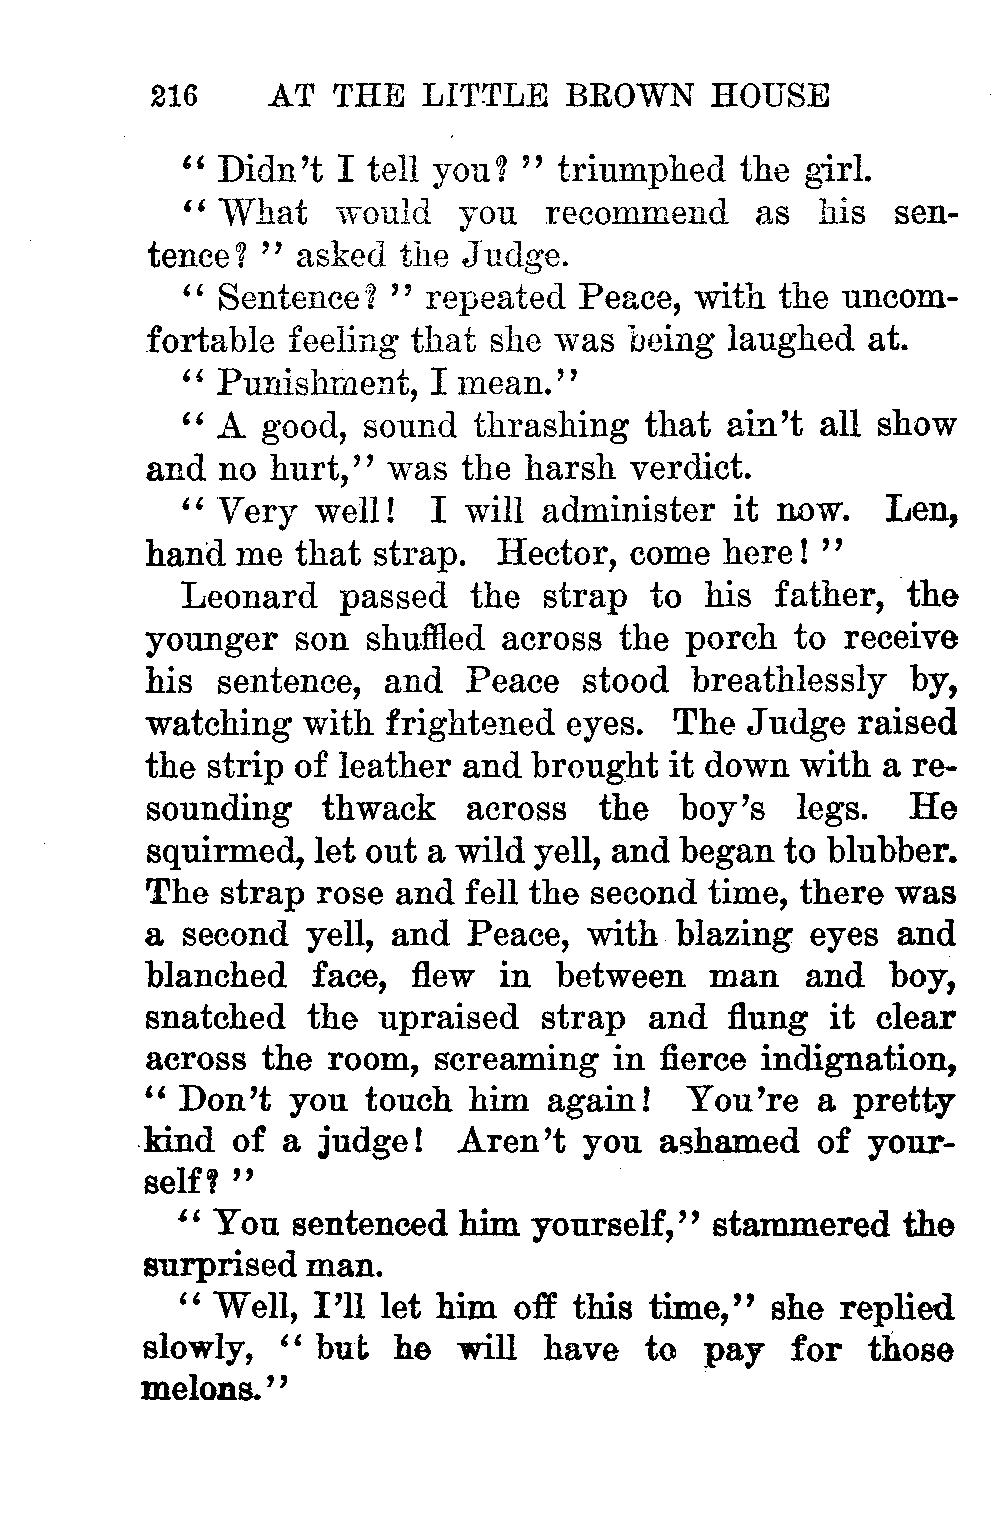 216 AT THE LITTLE BROWN HOUSE
“ Didn’t I tell you? ” triumphed the girl.
“ What would you recommend as his sen-
tence? ” asked the Judge.
“ Sentence? ” repeated Peace, with the uncom-
fortable feeling that she was being laughed at.
“ Punishment, I mean.”
“ A good, sound thrashing that ain’t all show
and no hurt,” was the harsh verdict.
“ Very well! I will administer it now. Len,
hand me that strap. Hector, come here! ”
Leonard passed the strap to his father, the
younger son shuffled across the porch to receive
his sentence, and Peace stood breathlessly by,
watching with frightened eyes. The Judge raised
the strip of leather and brought it down with a re-
sounding thwack across the boy’s legs. He
squirmed, let out a wild yell, and began to blubber.
The strap rose and fell the second time, there was
a second yell, and Peace, with blazing eyes and
blanched face, flew in between man and boy,
snatched the upraised strap and flung it clear
across the room, screaming in fierce indignation,
“ Don’t you touch him again! You’re a pretty
kind of a judge! Aren’t you ashamed of your-
self? ”
“ You sentenced him yourself,” stammered the
surprised man.
“ Well, I’ll let him off this time,” she replied
slowly, “ but he will have to pay for those
melons.”